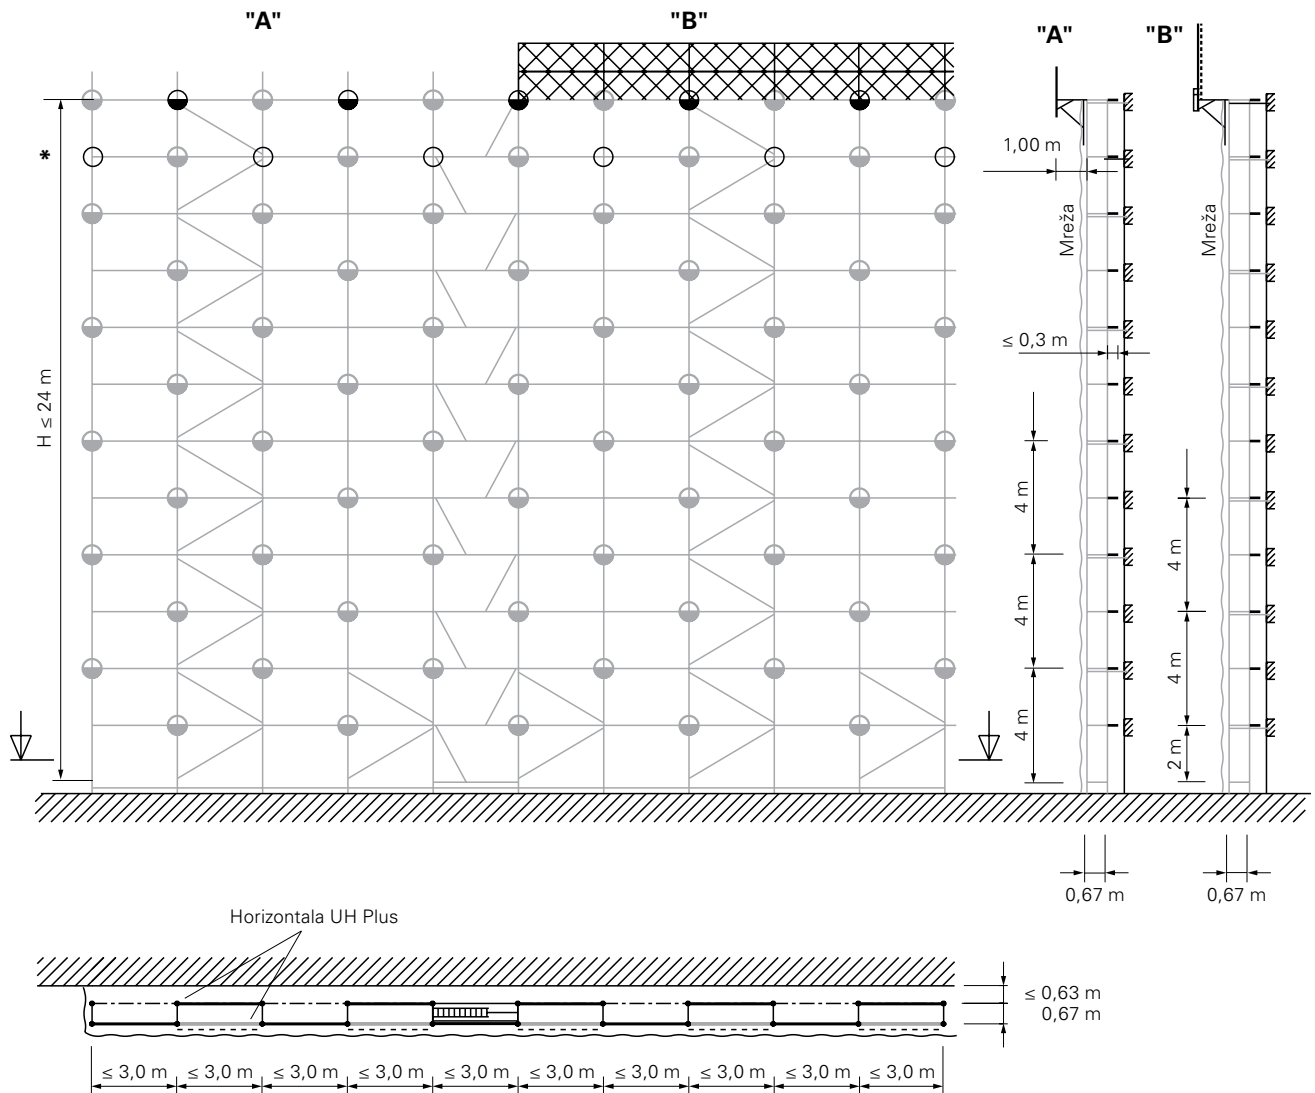 "A"
"B"
"A"
"B"
*
H ≤ 24 m
1,00 m
Mreža
Mreža
≤ 0,3 m
4 m
4 m
4 m
4 m
4 m
2 m
0,67 m
0,67 m
Horizontala UH Plus
≤ 0,63 m
0,67 m
≤ 3,0 m ≤ 3,0 m ≤ 3,0 m ≤ 3,0 m ≤ 3,0 m ≤ 3,0 m ≤ 3,0 m ≤ 3,0 m ≤ 3,0 m ≤ 3,0 m